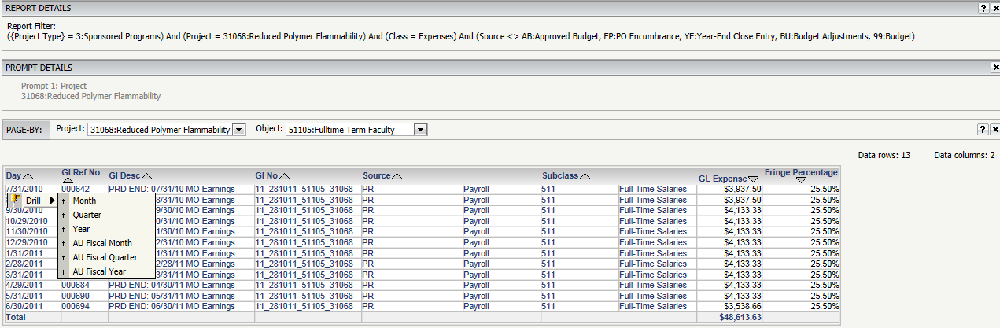 REPORT DETAILS ? ×
Report Filter:
({Project Type} = 3:Sponsored Programs) And (Project = 31068:Reduced Polymer Flammability) And (Class = Expenses) And (Source <> AB:Approved Budget, EP:PO Encumbrance, YE:Year-End Close Entry, BU:Budget Adjustments, 99:Budget)
PROMPT DETAILS ×
Prompt 1: Project
31068:Reduced Polymer Flammability
PAGE-BY: Project: 31068:Reduced Polymer Flammability Object: 51105:Fulltime Term Faculty ? ×
Data rows: 13 | Data columns: 2
Day GI Ref No GI Desc GI No Source Subclass GL Expense Fringe Percentage
7/31/2010 000642 PRD END: 07/31/10 MO Earnings 11_281011_51105_31068 PR Payroll 511 Full-Time Salaries $3,937.50 25.50%
Drill Month 8/31/10 MO Earnings 11_281011_51105_31068 PR Payroll 511 Full-Time Salaries $4,133.33 25.50%
9/30/2010 Quarter 9/30/10 MO Earnings 11_281011_51105_31068 PR Payroll 511 Full-Time Salaries $4,133.33 25.50%
10/29/2010 0/31/10 MO Earnings 11_281011_51105_31068 PR Payroll 511 Full-Time Salaries $4,133.33 25.50%
11/30/2010 Year 1/30/10 MO Earnings 11_281011_51105_31068 PR Payroll 511 Full-Time Salaries $4,133.33 25.50%
12/29/2010 AU Fiscal Month 2/31/10 MO Earnings 11_281011_51105_31068 PR Payroll 511 Full-Time Salaries $4,133.33 25.50%
1/31/2011 AU Fiscal Quarter 1/31/11 MO Earnings 11_281011_51105_31068 PR Payroll 511 Full-Time Salaries $4,133.33 25.50%
2/28/2011 2/28/11 MO Earnings 11_281011_51105_31068 PR Payroll 511 Full-Time Salaries $4,133.33 25.50%
3/31/2011 AU Fiscal Year 3/31/11 MO Earnings 11_281011_51105_31068 PR Payroll 511 Full-Time Salaries $4,133.33 25.50%
4/29/2011 000684 PRD END: 04/30/11 MO Earnings 11_281011_51105_31068 PR Payroll 511 Full-Time Salaries $4,133.33 25.50%
5/31/2011 000690 PRD END: 05/31/11 MO Earnings 11_281011_51105_31068 PR Payroll 511 Full-Time Salaries $4,133.33 25.50%
6/30/2011 000694 PRD END: 06/30/11 MO Earnings 11_281011_51105_31068 PR Payroll 511 Full-Time Salaries $3,538.66 25.50%
Total $48,613.63